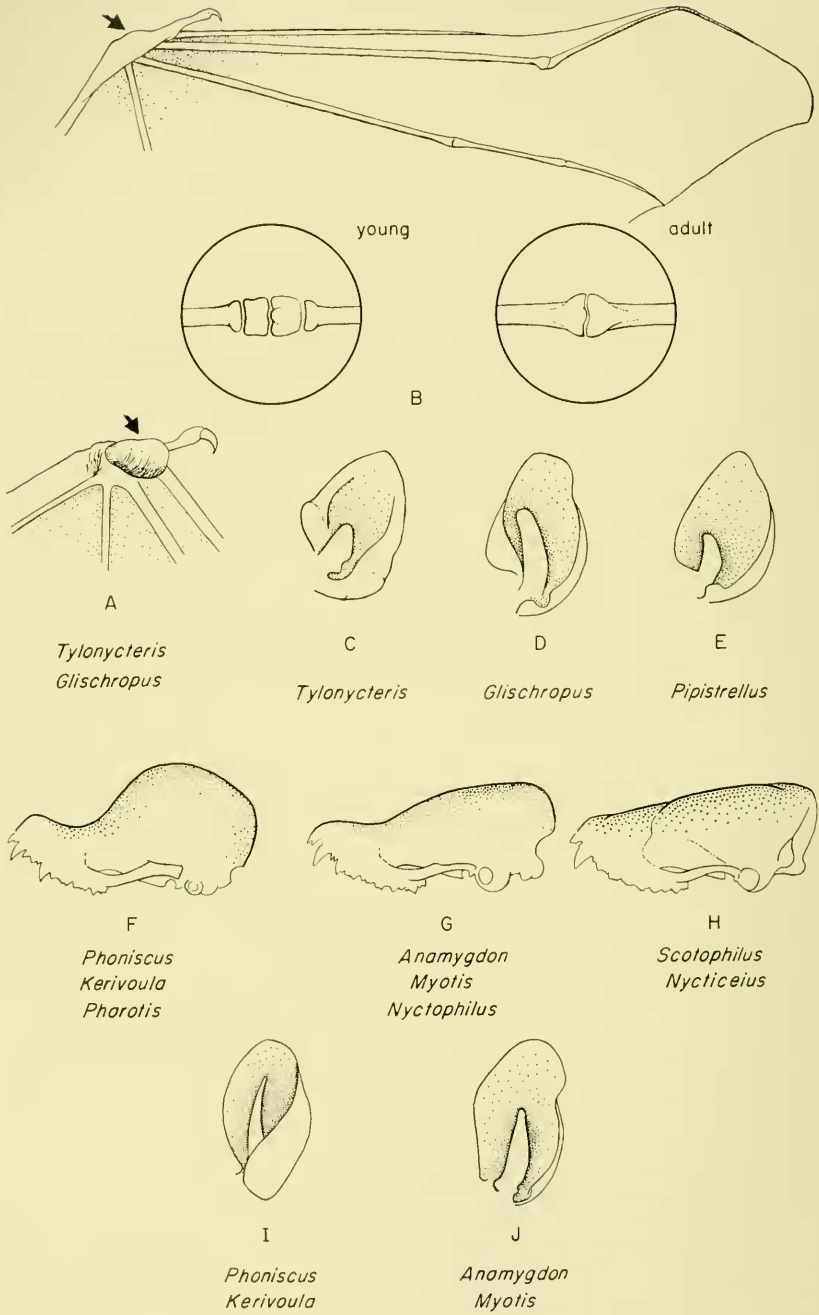 young
adult
B
A
Tylonycteris
Glischropus
C
Tylonycteris
D
Glischropus
E
Pipistrellus
F
Phoniscus
Kerivoula
Pharotis
G
Anamygdon
Myotis
Nyctophilus
H
Scotophilus
Nycticeius
I
Phoniscus
Kerivoula
J
Anamygdon
Myotis